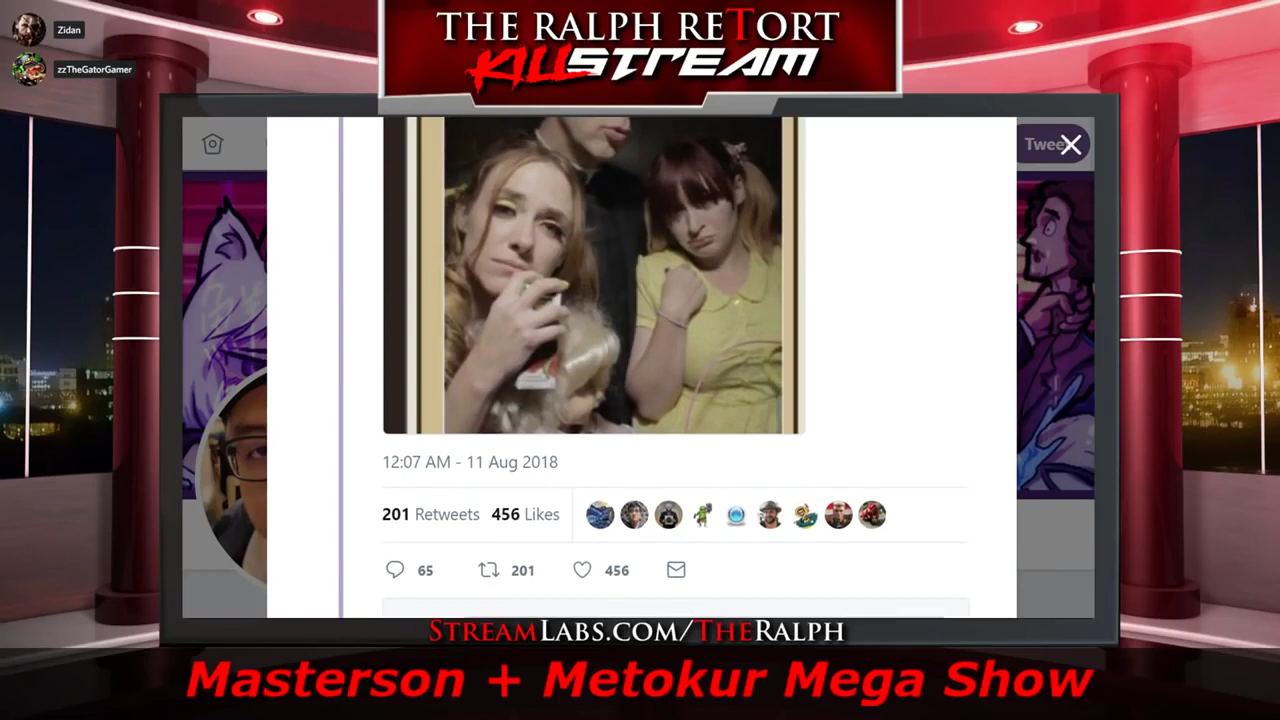 Zidan
zzTheGatorGamer
THE RALPH RETORT
KILLSTREAM
Twee
12:07 AM - 11 Aug 2018
201 Retweets 456 Likes
65 201 456
STREAMLABS.COM/THERALPH
Masterson + Metokur Mega Show